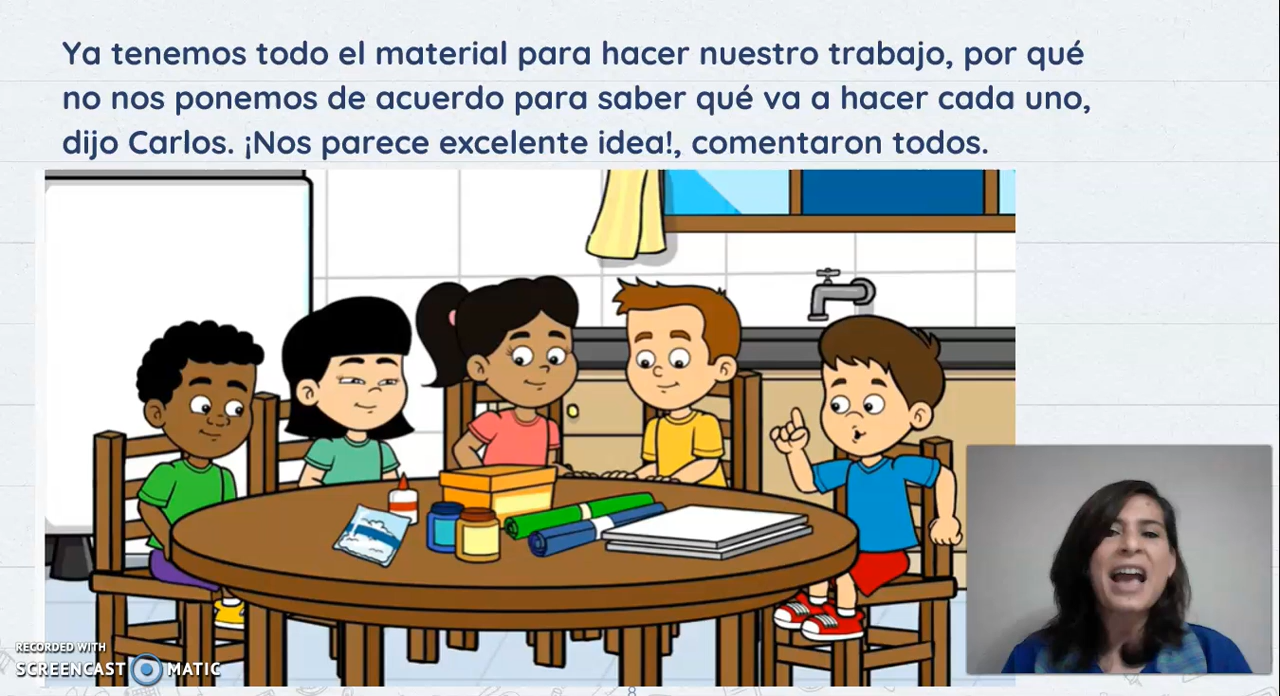 Ya tenemos todo el material para hacer nuestro trabajo, por qué
no nos ponemos de acuerdo para saber qué va a hacer cada uno,
dijo Carlos. ¡Nos parece excelente idea!, comentaron todos.
RECORDED WITH
SCREENCAST MATIC
8